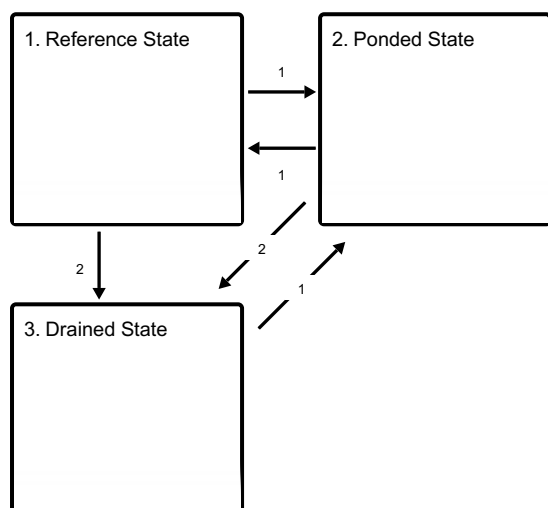 1. Reference State
2. Ponded State
1
1
2
2
1
3. Drained State